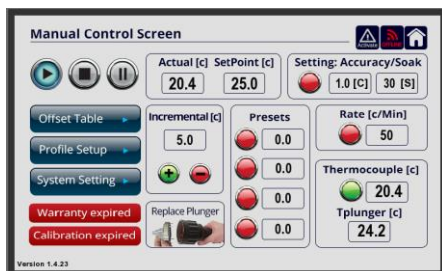 Manual Control Screen
Activate
OFFLINE
Actual [c] SetPoint [c]
20.4 25.0
Setting: Accuracy/Soak
1.0 [C] 30 [S]
Offset Table
Profile Setup
System Setting
Warranty expired
Calibration expired
Incremental [c]
5.0
Replace Plunger
Presets
0.0
0.0
0.0
0.0
Rate [c/Min]
50
Thermocouple [c]
20.4
Tplunger [c]
24.2
Version 1.4.23